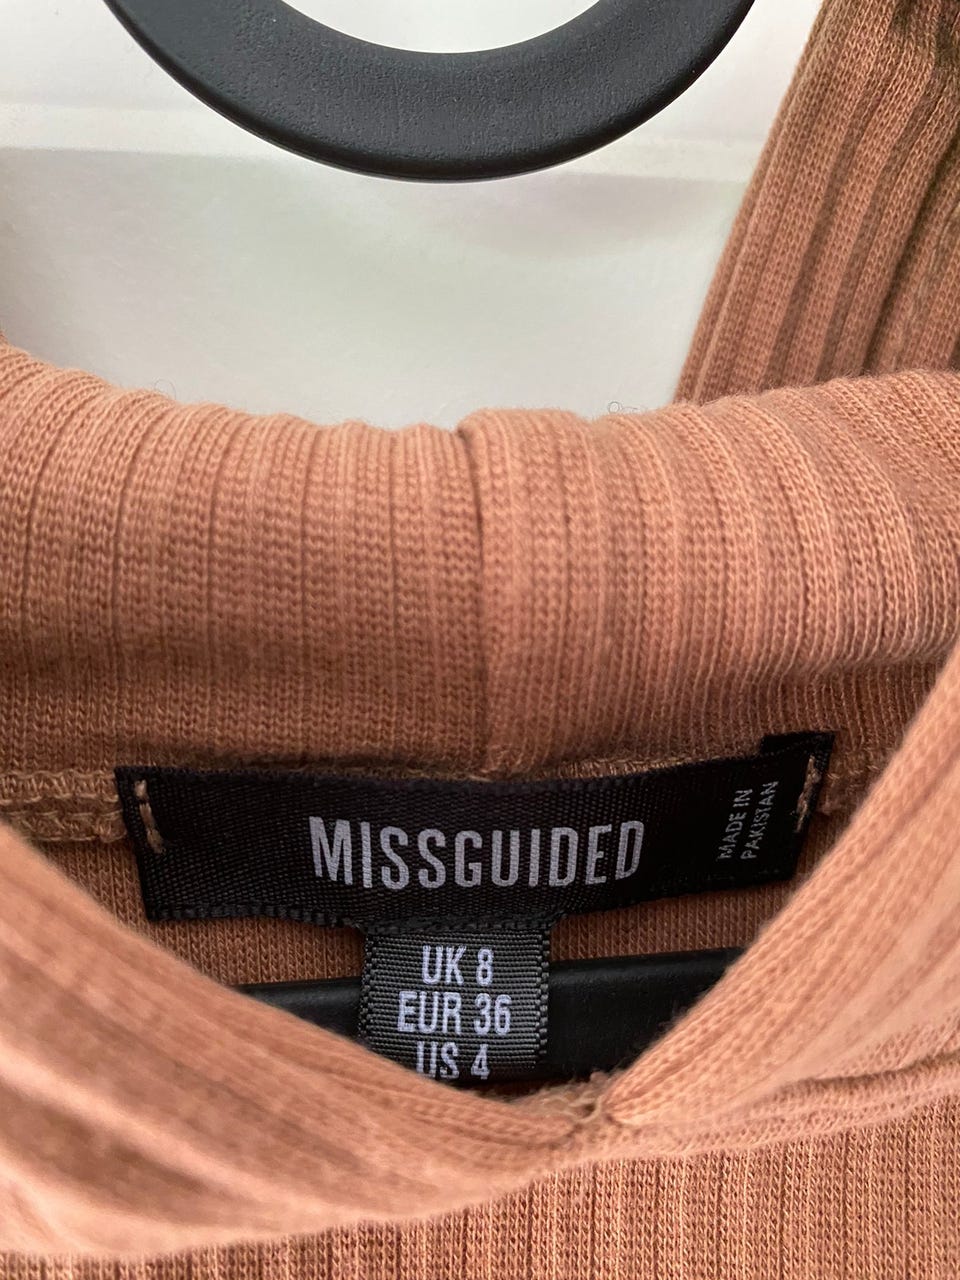 MISSGUIDED
MADE IN
PAKISTAN
UK 8
EUR 36
US 4